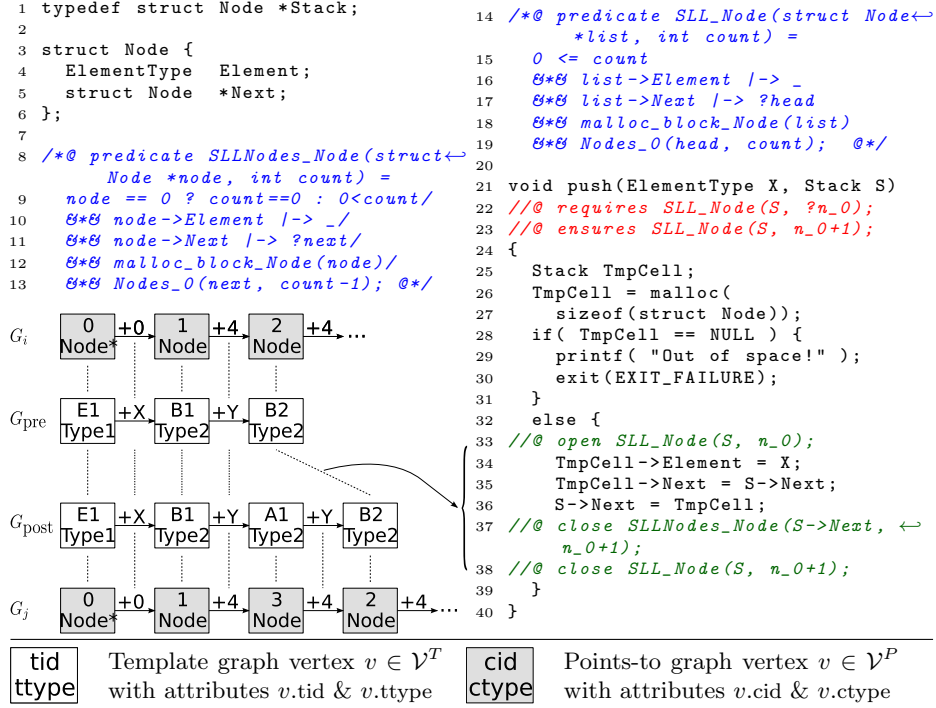 1 typedef struct Node *Stack;
2
3 struct Node {
4 ElementType Element;
5 struct Node *Next;
6 };
7
8 /*@ predicate SLLNodes_Node(struct↩
Node *node, int count) =
9 node == 0 ? count==0 : 0<count/
10 &*& node->Element |-> _/
11 &*& node->Next |-> ?next/
12 &*& malloc_block_Node(node)/
13 &*& Nodes_0(next, count-1); @*/
14 /*@ predicate SLL_Node(struct Node↩
*list, int count) =
15 0 <= count
16 &*& list->Element |-> _
17 &*& list->Next |-> ?head
18 &*& malloc_block_Node(list)
19 &*& Nodes_0(head, count); @*/
20
21 void push(ElementType X, Stack S)
22 //@ requires SLL_Node(S, ?n_0);
23 //@ ensures SLL_Node(S, n_0+1);
24 {
25 Stack TmpCell;
26 TmpCell = malloc(
27 sizeof(struct Node));
28 if( TmpCell == NULL ) {
29 printf( "Out of space!" );
30 exit(EXIT_FAILURE);
31 }
32 else {
33 //@ open SLL_Node(S, n_0);
34 TmpCell->Element = X;
35 TmpCell->Next = S->Next;
36 S->Next = TmpCell;
37 //@ close SLLNodes_Node(S->Next, ↩
n_0+1);
38 //@ close SLL_Node(S, n_0+1);
39 }
40 }
G_i 0 Node* +0 1 Node +4 2 Node +4 ...
G_pre E1 Type1 +X B1 Type2 +Y B2 Type2
G_post E1 Type1 +X B1 Type2 +Y A1 Type2 +Y B2 Type2
G_j 0 Node* +0 1 Node +4 3 Node +4 2 Node +4 ...
tid
ttype
Template graph vertex v ∈ 𝒱^T
with attributes v.tid & v.ttype
cid
ctype
Points-to graph vertex v ∈ 𝒱^P
with attributes v.cid & v.ctype